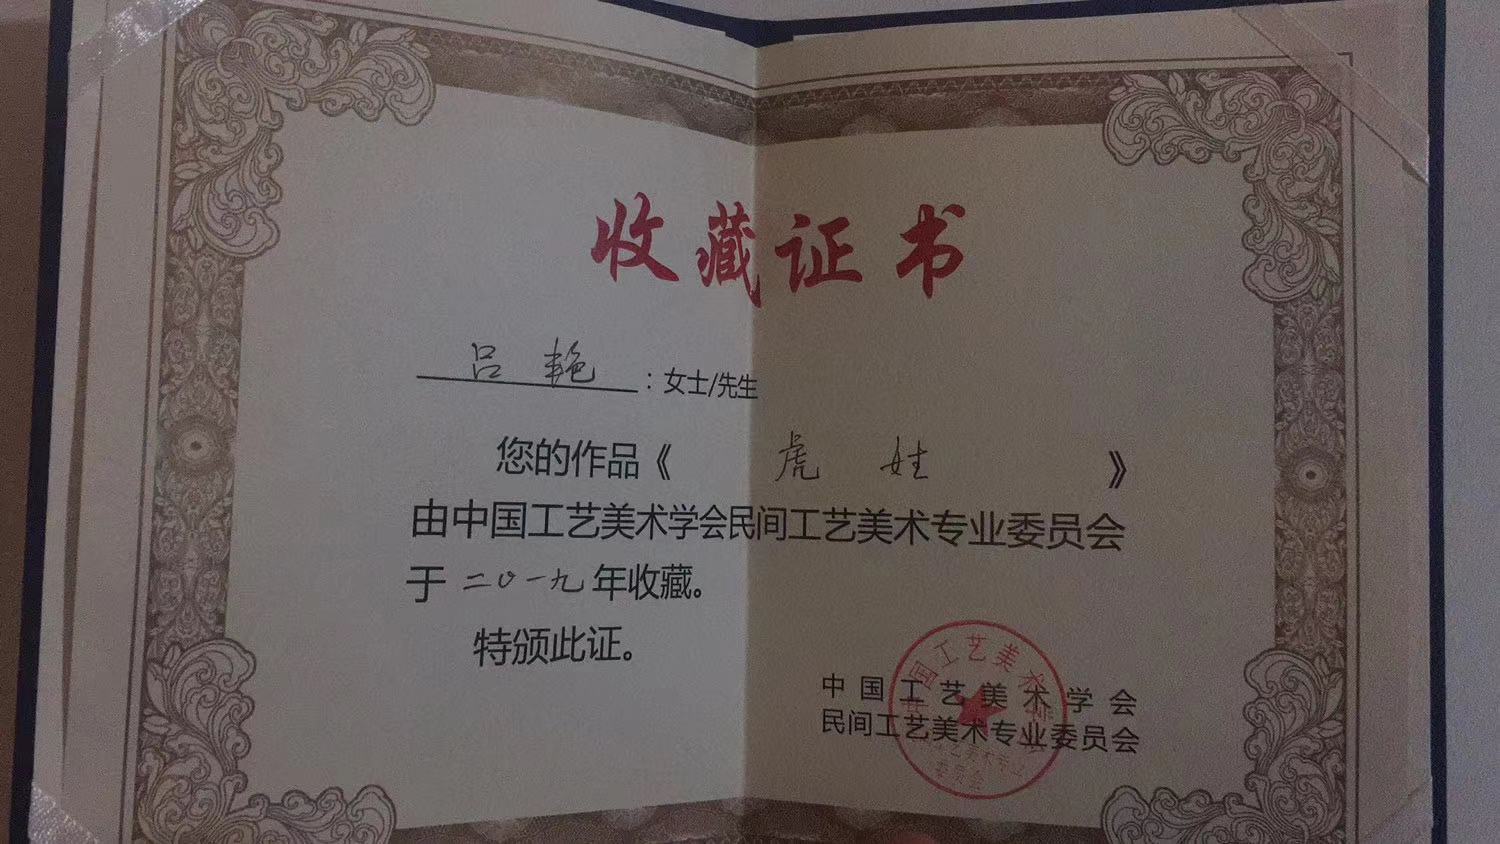 收藏证书
吕艳：女士/先生
您的作品《 虎娃 》
由中国工艺美术学会民间工艺美术专业委员会
于二〇一九年收藏。
特颁此证。
中国工艺美术学会
民间工艺美术专业委员会